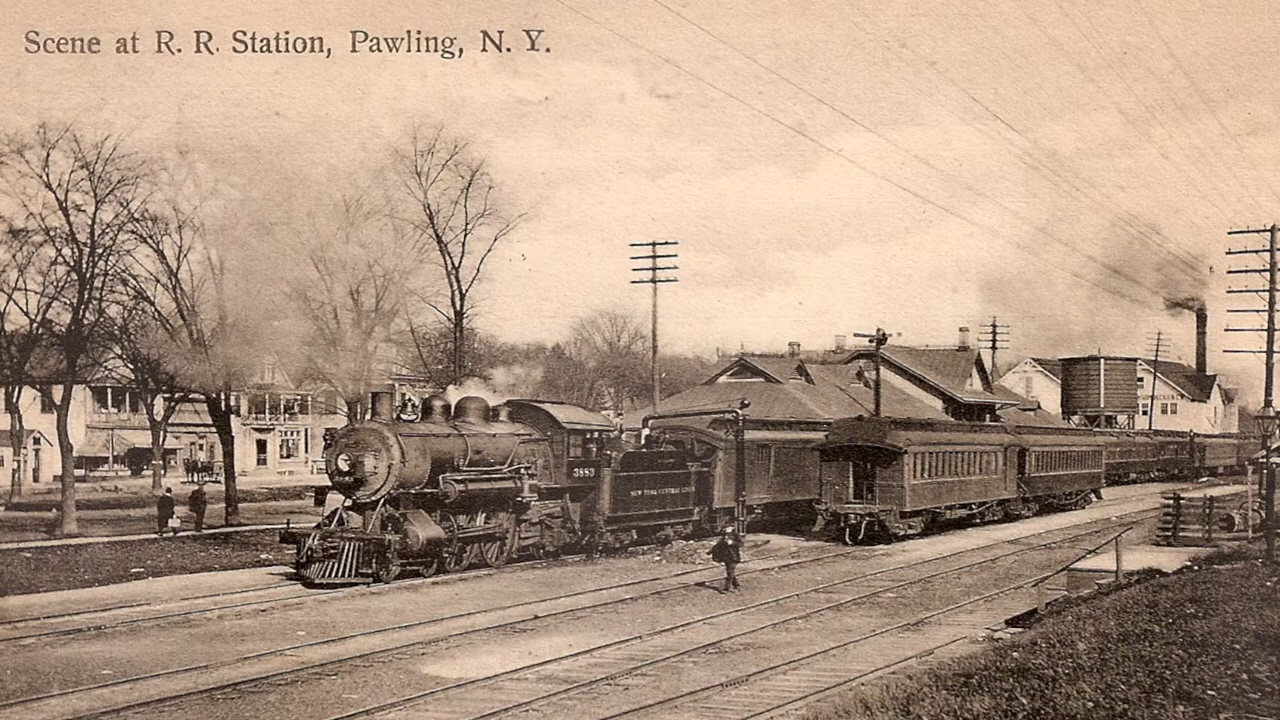 Scene at R. R. Station, Pawling, N. Y.
3883
NEW YORK CENTRAL LINES